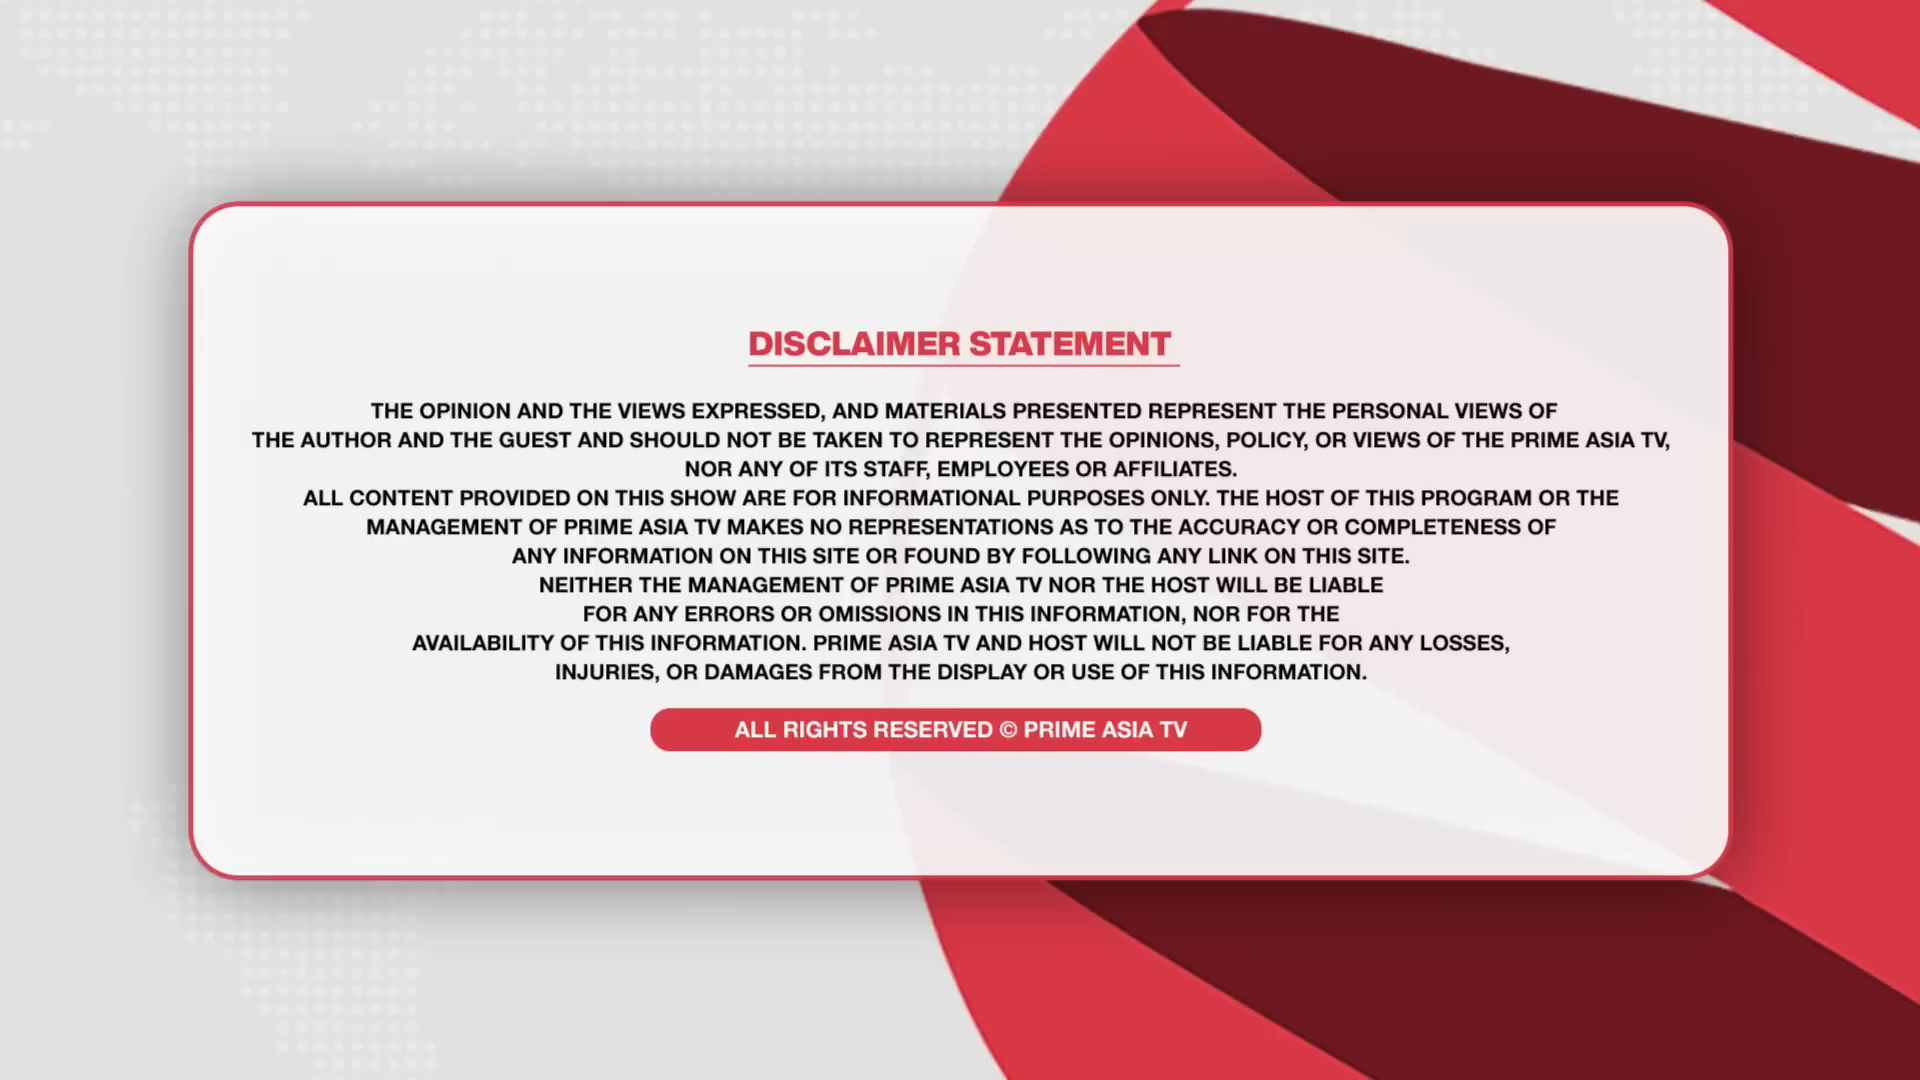 DISCLAIMER STATEMENT
THE OPINION AND THE VIEWS EXPRESSED, AND MATERIALS PRESENTED REPRESENT THE PERSONAL VIEWS OF
THE AUTHOR AND THE GUEST AND SHOULD NOT BE TAKEN TO REPRESENT THE OPINIONS, POLICY, OR VIEWS OF THE PRIME ASIA TV,
NOR ANY OF ITS STAFF, EMPLOYEES OR AFFILIATES.
ALL CONTENT PROVIDED ON THIS SHOW ARE FOR INFORMATIONAL PURPOSES ONLY. THE HOST OF THIS PROGRAM OR THE
MANAGEMENT OF PRIME ASIA TV MAKES NO REPRESENTATIONS AS TO THE ACCURACY OR COMPLETENESS OF
ANY INFORMATION ON THIS SITE OR FOUND BY FOLLOWING ANY LINK ON THIS SITE.
NEITHER THE MANAGEMENT OF PRIME ASIA TV NOR THE HOST WILL BE LIABLE
FOR ANY ERRORS OR OMISSIONS IN THIS INFORMATION, NOR FOR THE
AVAILABILITY OF THIS INFORMATION. PRIME ASIA TV AND HOST WILL NOT BE LIABLE FOR ANY LOSSES,
INJURIES, OR DAMAGES FROM THE DISPLAY OR USE OF THIS INFORMATION.
ALL RIGHTS RESERVED © PRIME ASIA TV